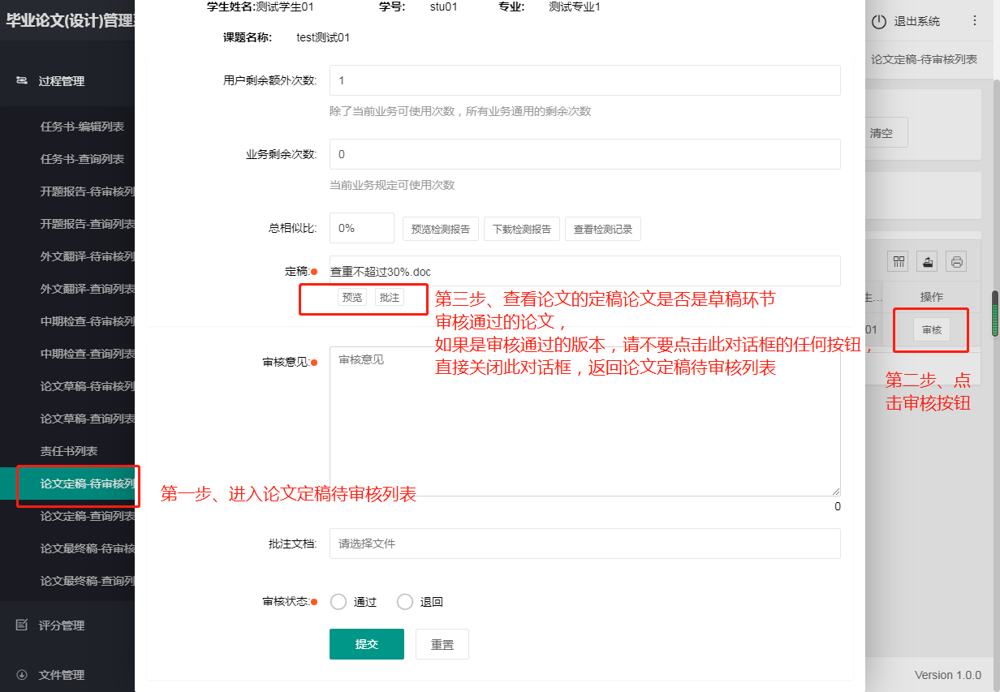 毕业论文(设计)管理
学生姓名:测试学生01 学号: stu01 专业: 测试专业1
退出系统
课题名称: test测试01
论文定稿-待审核列表
过程管理
用户剩余额外次数: 1
除了当前业务可使用次数，所有业务通用的剩余次数
任务书-编辑列表
清空
任务书-查询列表
业务剩余次数: 0
当前业务规定可使用次数
开题报告-待审核列
开题报告-查询列表
总相似比: 0% 预览检测报告 下载检测报告 查看检测记录
外文翻译-待审核列
定稿: 查重不超过30%.doc
外文翻译-查询列表
预览 批注
生... 操作
第三步、查看论文的定稿论文是否是草稿环节
审核通过的论文，
如果是审核通过的版本，请不要点击此对话框的任何按钮，
直接关闭此对话框，返回论文定稿待审核列表
中期检查-待审核列
01 审核
中期检查-查询列表
审核意见: 审核意见
第二步、点
击审核按钮
论文草稿-待审核列
论文草稿-查询列表
责任书列表
论文定稿-待审核列
第一步、进入论文定稿待审核列表
0
论文定稿-查询列表
批注文档: 请选择文件
论文最终稿-待审核
论文最终稿-查询列
审核状态: 通过 退回
评分管理
提交 重置
文件管理
Version 1.0.0